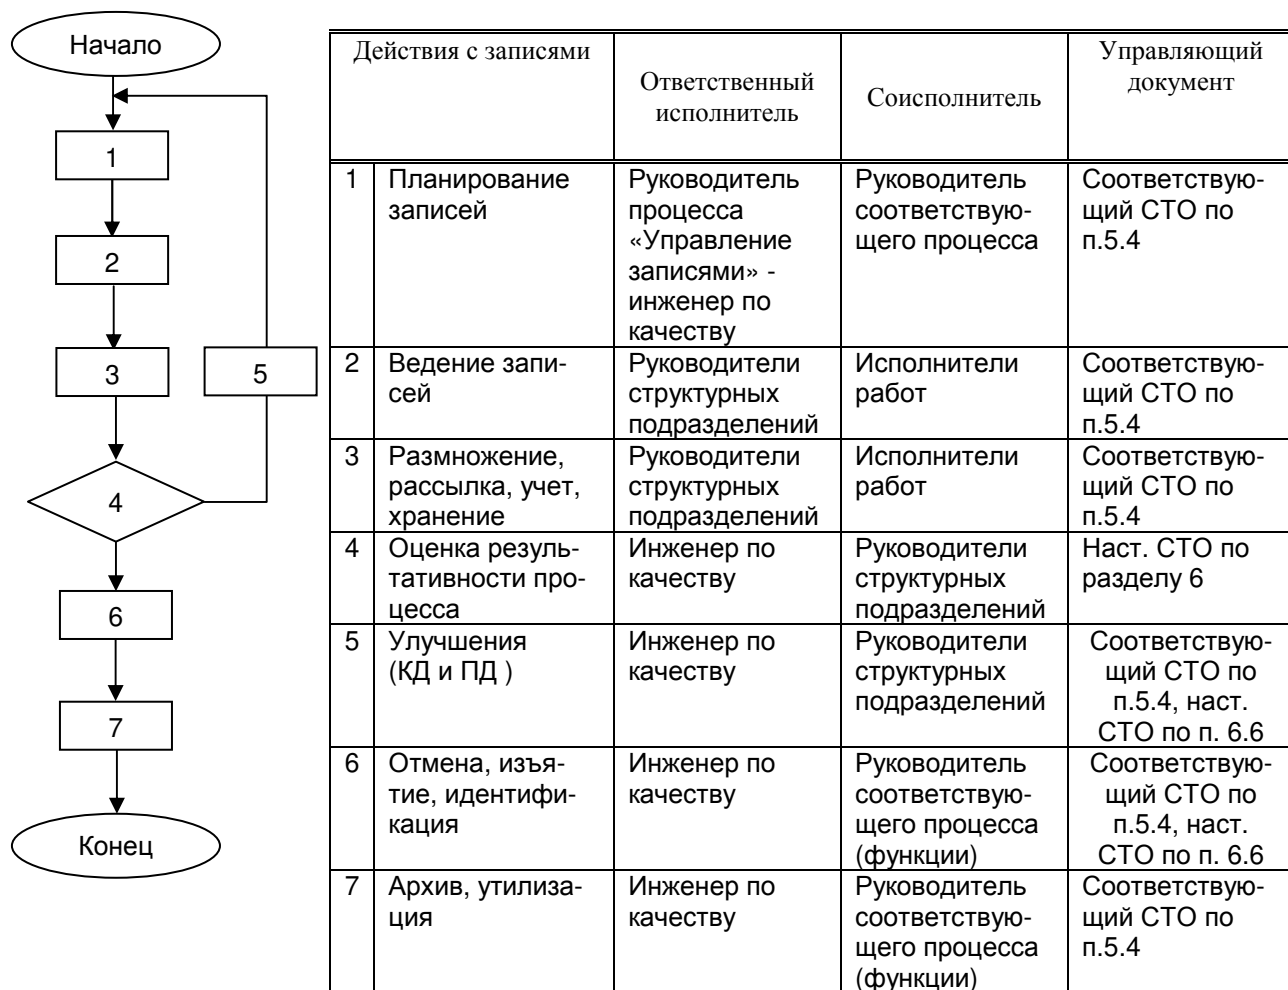 Начало
1
2
3
5
4
6
7
Конец
Действия с записями
Ответственный
исполнитель
Соисполнитель
Управляющий
документ
1
Планирование
записей
Руководитель
процесса
«Управление
записями» -
инженер по
качеству
Руководитель
соответствую-
щего процесса
Соответствую-
щий СТО по
п.5.4
2
Ведение запи-
сей
Руководители
структурных
подразделений
Исполнители
работ
Соответствую-
щий СТО по
п.5.4
3
Размножение,
рассылка, учет,
хранение
Руководители
структурных
подразделений
Исполнители
работ
Соответствую-
щий СТО по
п.5.4
4
Оценка резуль-
тативности про-
цесса
Инженер по
качеству
Руководители
структурных
подразделений
Наст. СТО по
разделу 6
5
Улучшения
(КД и ПД )
Инженер по
качеству
Руководители
структурных
подразделений
Соответствую-
щий СТО по
п.5.4, наст.
СТО по п. 6.6
6
Отмена, изъя-
тие, идентифи-
кация
Инженер по
качеству
Руководитель
соответствую-
щего процесса
(функции)
Соответствую-
щий СТО по
п.5.4, наст.
СТО по п. 6.6
7
Архив, утилиза-
ция
Инженер по
качеству
Руководитель
соответствую-
щего процесса
(функции)
Соответствую-
щий СТО по
п.5.4